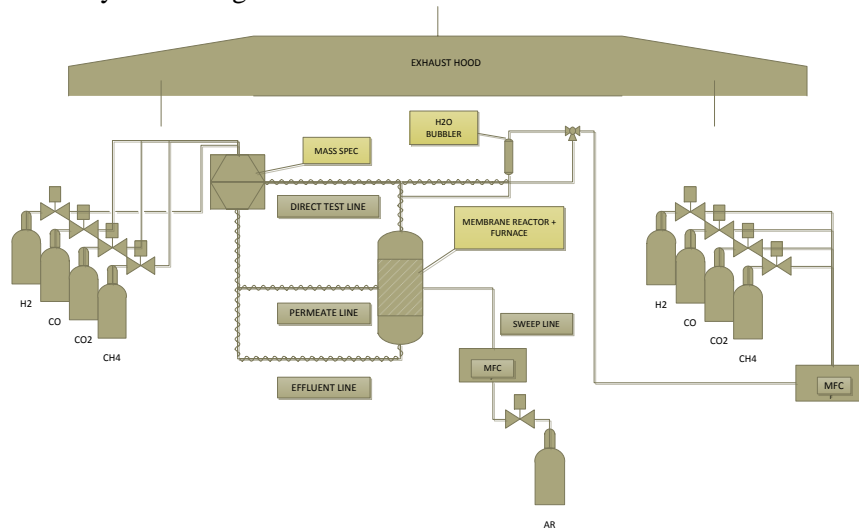 EXHAUST HOOD
H2O
BUBBLER
MASS SPEC
DIRECT TEST LINE
MEMBRANE REACTOR +
FURNACE
H2
CO
CO2
CH4
PERMEATE LINE
SWEEP LINE
H2
CO
CO2
CH4
MFC
MFC
EFFLUENT LINE
AR